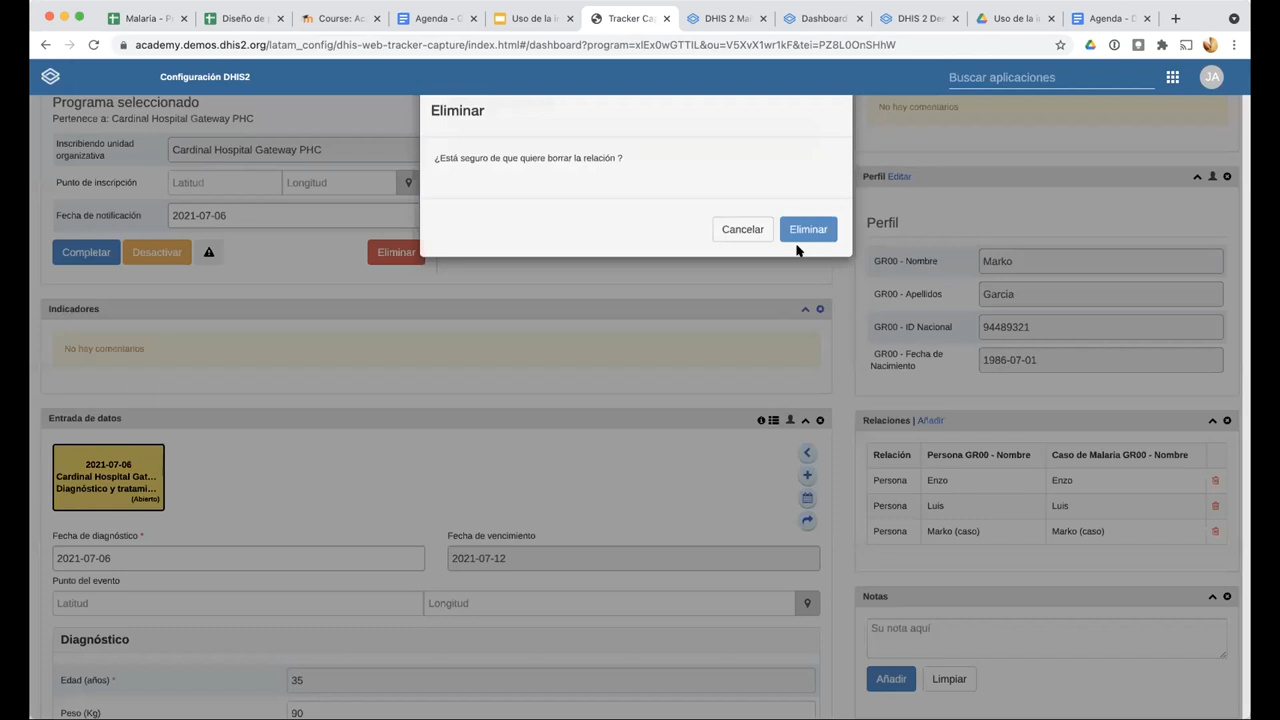 Malaria - P
Diseño de
Course: Ac
Agenda - G
Uso de la i
Tracker Ca
DHIS 2 Ma
Dashboard
DHIS 2 De
Uso de la i
Agenda - D
academy.demos.dhis2.org/latam_config/dhis-web-tracker-capture/index.html#/dashboard?program=xlEx0wGTTIL&ou=V5XvX1wr1kF&tei=PZ8L0OnSHhW
Configuración DHIS2
Buscar aplicaciones
JA
Programa seleccionado
Pertenece a: Cardinal Hospital Gateway PHC
Inscribiendo unidad organizativa
Cardinal Hospital Gateway PHC
Punto de inscripción
Latitud
Longitud
Fecha de notificación
2021-07-06
Completar
Desactivar
Eliminar
Eliminar
¿Está seguro de que quiere borrar la relación ?
Cancelar
Eliminar
Indicadores
No hay comentarios
Entrada de datos
2021-07-06
Cardinal Hospital Gat...
Diagnóstico y tratami...
(Abierto)
Fecha de diagnóstico *
Fecha de vencimiento
2021-07-06
2021-07-12
Punto del evento
Latitud
Longitud
Diagnóstico
Edad (años) *
35
Peso (Kg)
90
No hay comentarios
Perfil Editar
Perfil
GR00 - Nombre
Marko
GR00 - Apellidos
Garcia
GR00 - ID Nacional
94489321
GR00 - Fecha de Nacimiento
1986-07-01
Relaciones | Añadir
Relación Persona GR00 - Nombre Caso de Malaria GR00 - Nombre
Persona Enzo Enzo
Persona Luis Luis
Persona Marko (caso) Marko (caso)
Notas
Su nota aquí
Añadir
Limpiar